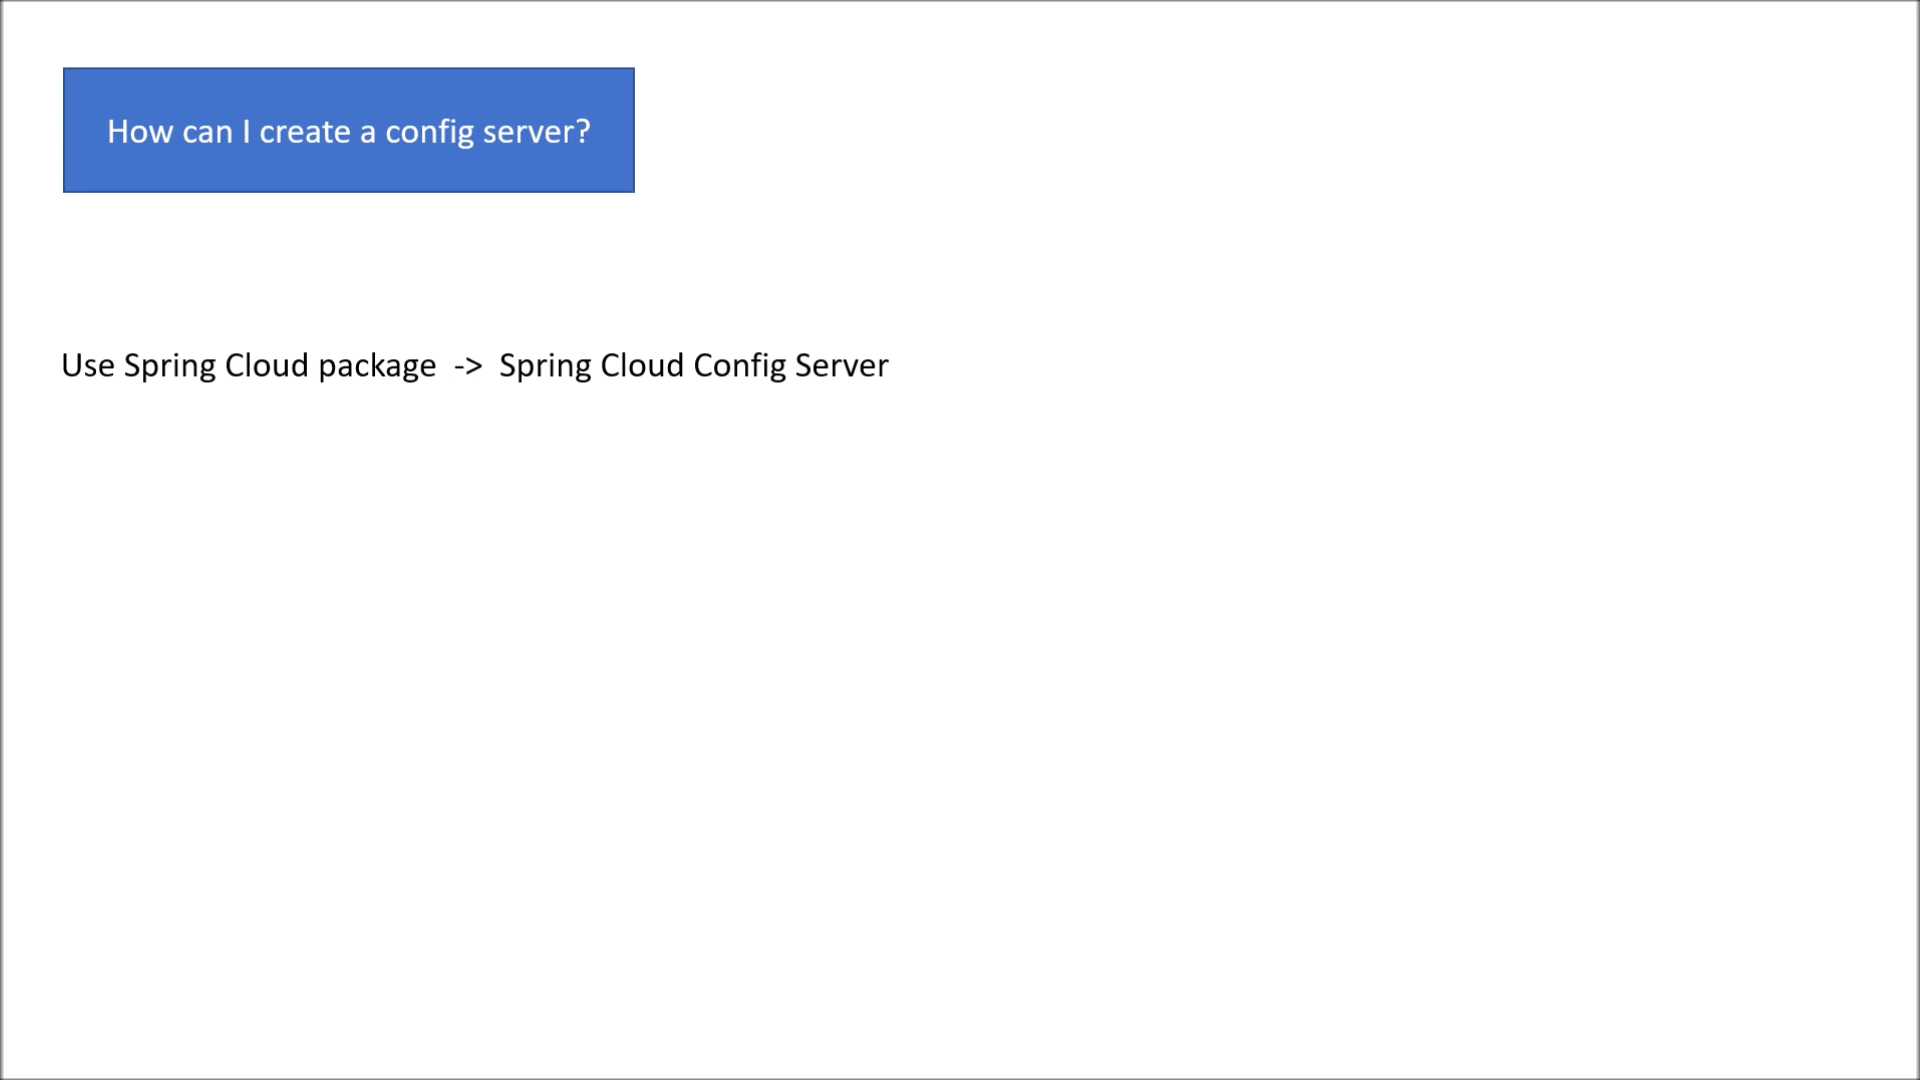 How can I create a config server?
Use Spring Cloud package -> Spring Cloud Config Server